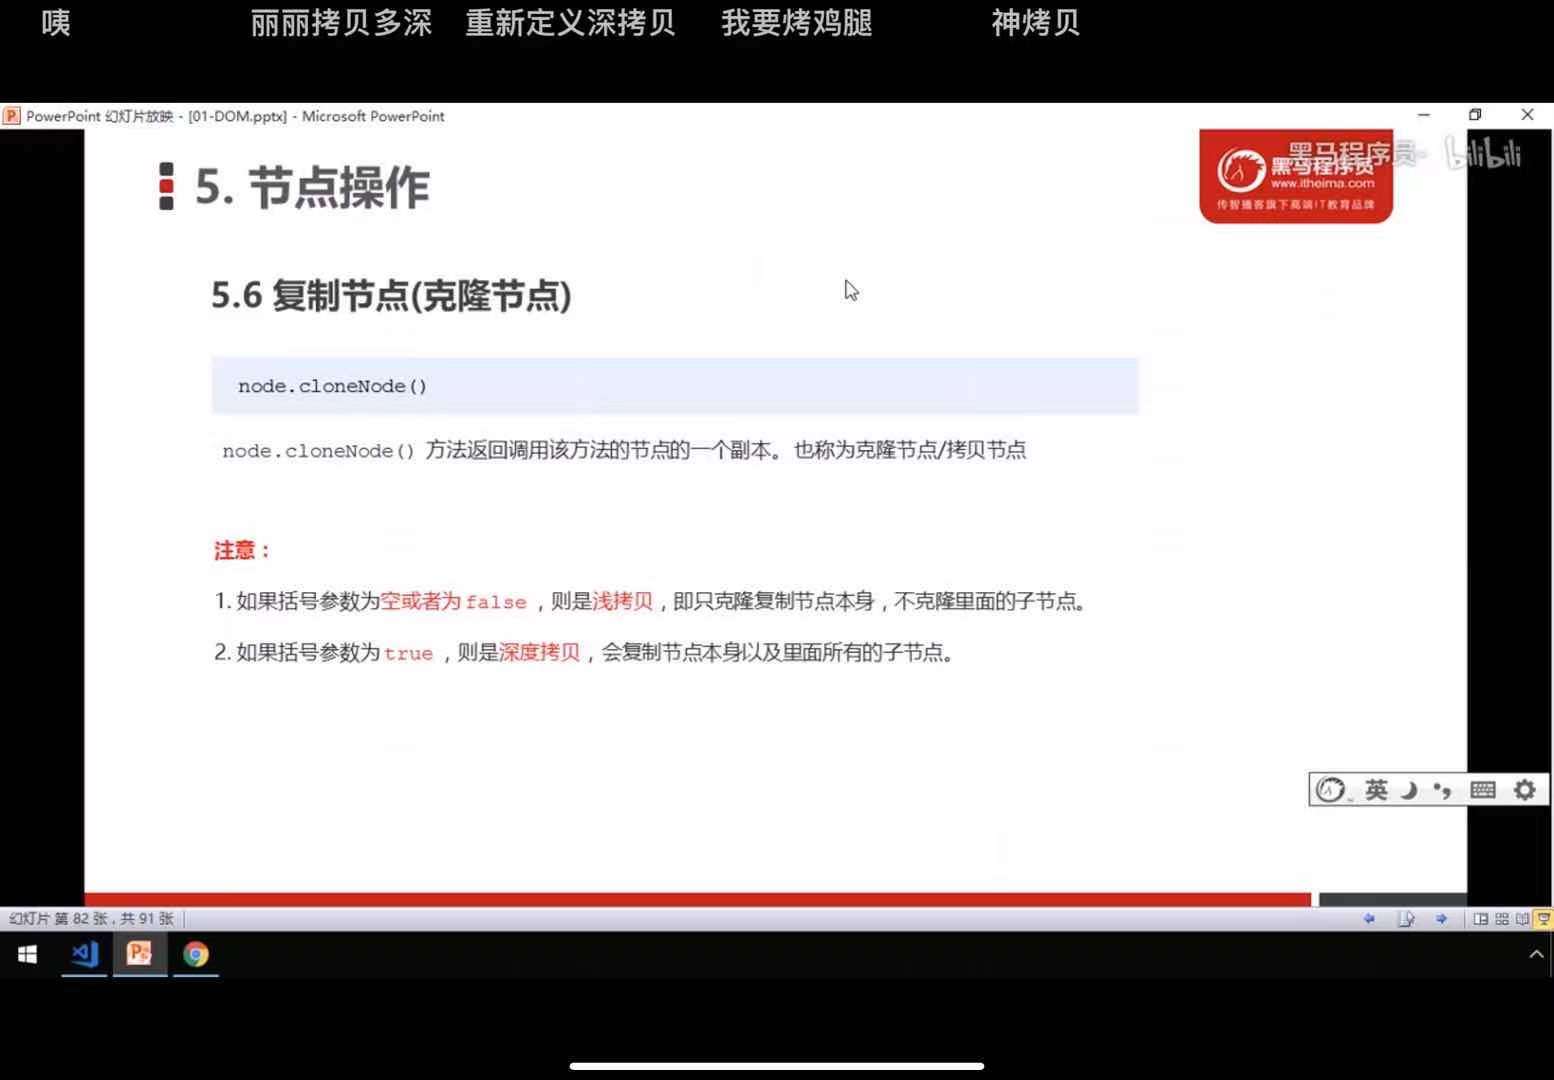 咦 丽丽拷贝多深 重新定义深拷贝 我要烤鸡腿 神烤贝
PowerPoint 幻灯片放映 - [01-DOM.pptx] - Microsoft PowerPoint
5. 节点操作
黑马程序员- bilibili
黑马程序员
www.itheima.com
传智播客旗下高端IT教育品牌
5.6 复制节点(克隆节点)
node.cloneNode()
node.cloneNode() 方法返回调用该方法的节点的一个副本。也称为克隆节点/拷贝节点
注意：
1. 如果括号参数为空或者为 false ，则是浅拷贝，即只克隆复制节点本身，不克隆里面的子节点。
2. 如果括号参数为 true ，则是深度拷贝，会复制节点本身以及里面所有的子节点。
英
幻灯片 第 82 张，共 91 张